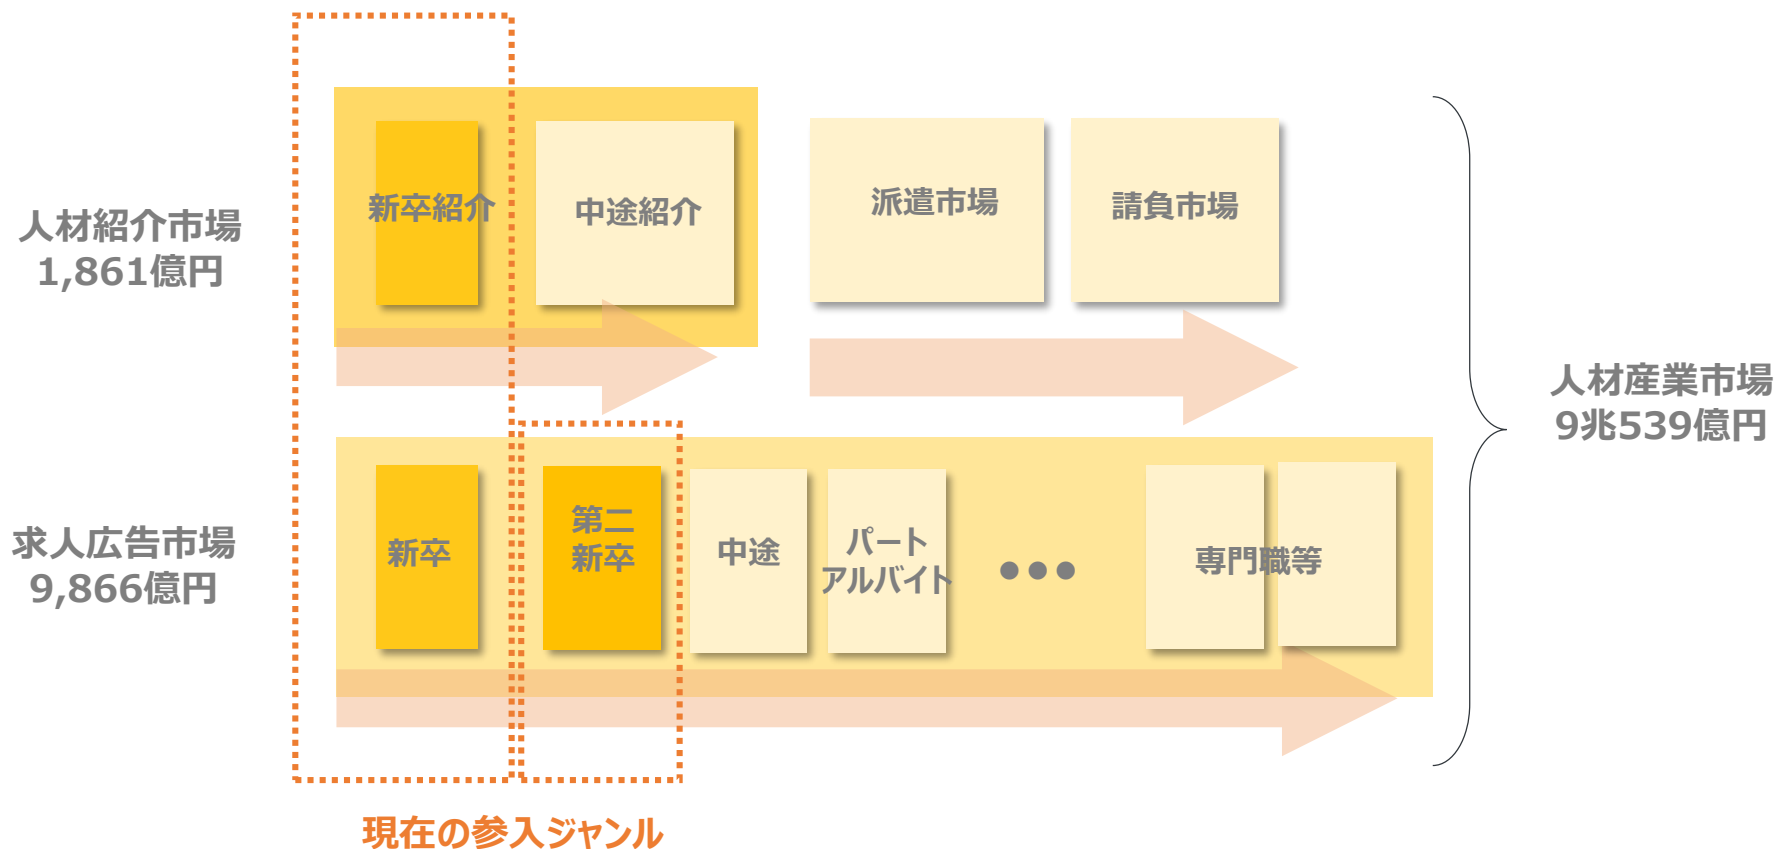 人材紹介市場
1,861億円
新卒紹介
中途紹介
派遣市場
請負市場
人材産業市場
9兆539億円
求人広告市場
9,866億円
新卒
第二
新卒
中途
パート
アルバイト
●●●
専門職等
現在の参入ジャンル